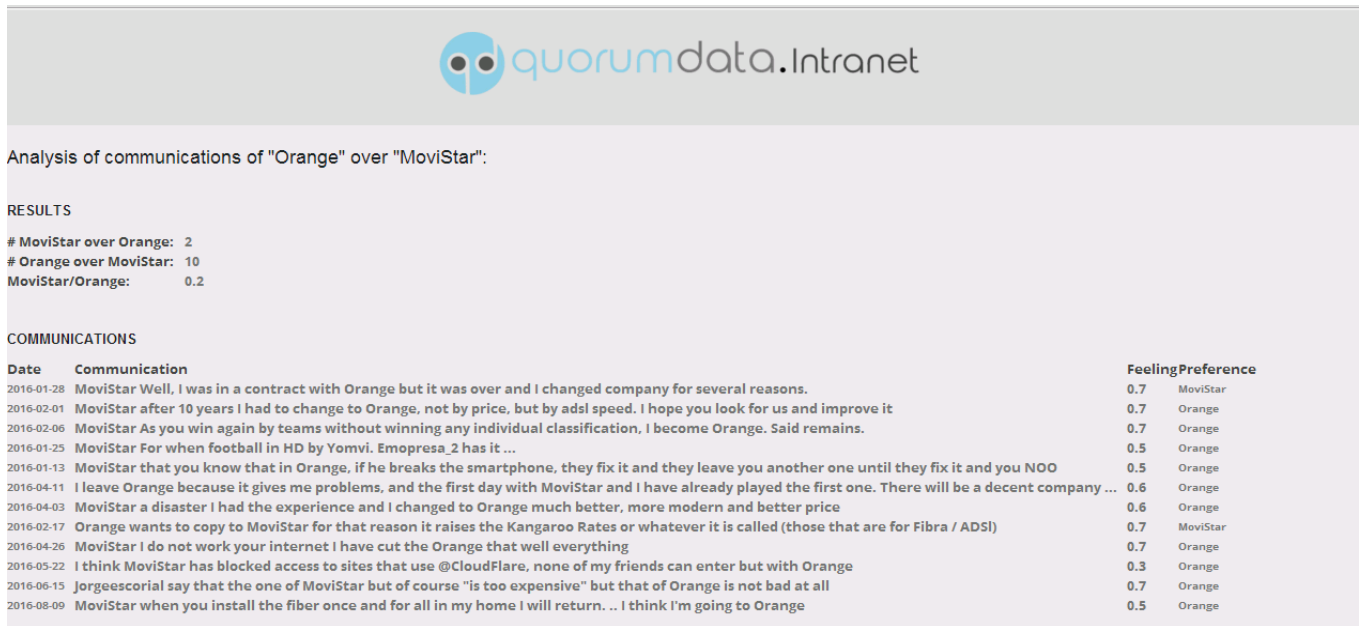 quorumdata.Intranet
Analysis of communications of "Orange" over "MoviStar":
RESULTS
# MoviStar over Orange: 2
# Orange over MoviStar: 10
MoviStar/Orange: 0.2
COMMUNICATIONS
Date Communication Feeling Preference
2016-01-28 MoviStar Well, I was in a contract with Orange but it was over and I changed company for several reasons. 0.7 MoviStar
2016-02-01 MoviStar after 10 years I had to change to Orange, not by price, but by adsl speed. I hope you look for us and improve it 0.7 Orange
2016-02-06 MoviStar As you win again by teams without winning any individual classification, I become Orange. Said remains. 0.7 Orange
2016-01-25 MoviStar For when football in HD by Yomvi. Emopresa_2 has it ... 0.5 Orange
2016-01-13 MoviStar that you know that in Orange, if he breaks the smartphone, they fix it and they leave you another one until they fix it and you NOO 0.5 Orange
2016-04-11 I leave Orange because it gives me problems, and the first day with MoviStar and I have already played the first one. There will be a decent company ... 0.6 Orange
2016-04-03 MoviStar a disaster I had the experience and I changed to Orange much better, more modern and better price 0.6 Orange
2016-02-17 Orange wants to copy to MoviStar for that reason it raises the Kangaroo Rates or whatever it is called (those that are for Fibra / ADSl) 0.7 MoviStar
2016-04-26 MoviStar I do not work your internet I have cut the Orange that well everything 0.7 Orange
2016-05-22 I think MoviStar has blocked access to sites that use @CloudFlare, none of my friends can enter but with Orange 0.3 Orange
2016-06-15 Jorgeescorial say that the one of MoviStar but of course "is too expensive" but that of Orange is not bad at all 0.7 Orange
2016-08-09 MoviStar when you install the fiber once and for all in my home I will return. .. I think I'm going to Orange 0.5 Orange